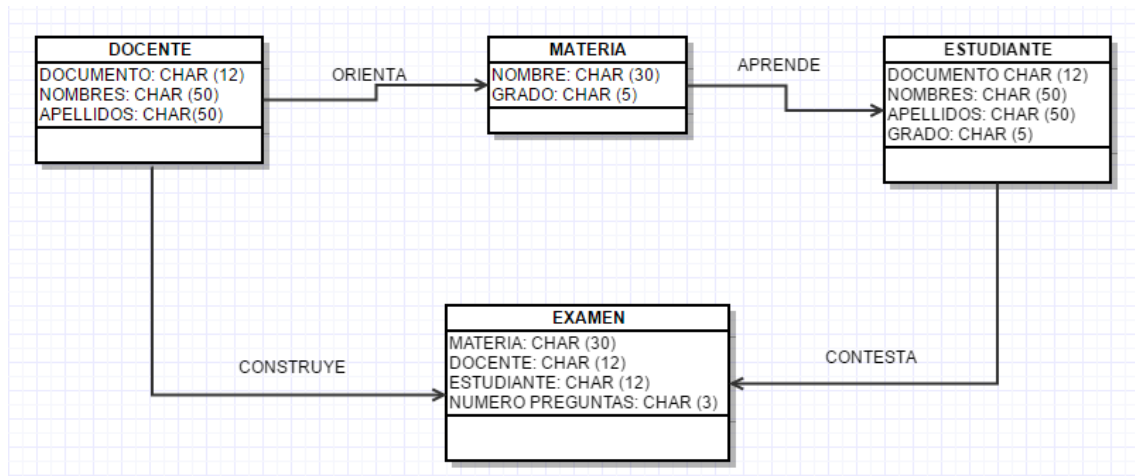 DOCENTE
DOCUMENTO: CHAR (12)
NOMBRES: CHAR (50)
APELLIDOS: CHAR(50)
ORIENTA
MATERIA
NOMBRE: CHAR (30)
GRADO: CHAR (5)
APRENDE
ESTUDIANTE
DOCUMENTO CHAR (12)
NOMBRES: CHAR (50)
APELLIDOS: CHAR (50)
GRADO: CHAR (5)
CONSTRUYE
EXAMEN
MATERIA: CHAR (30)
DOCENTE: CHAR (12)
ESTUDIANTE: CHAR (12)
NUMERO PREGUNTAS: CHAR (3)
CONTESTA